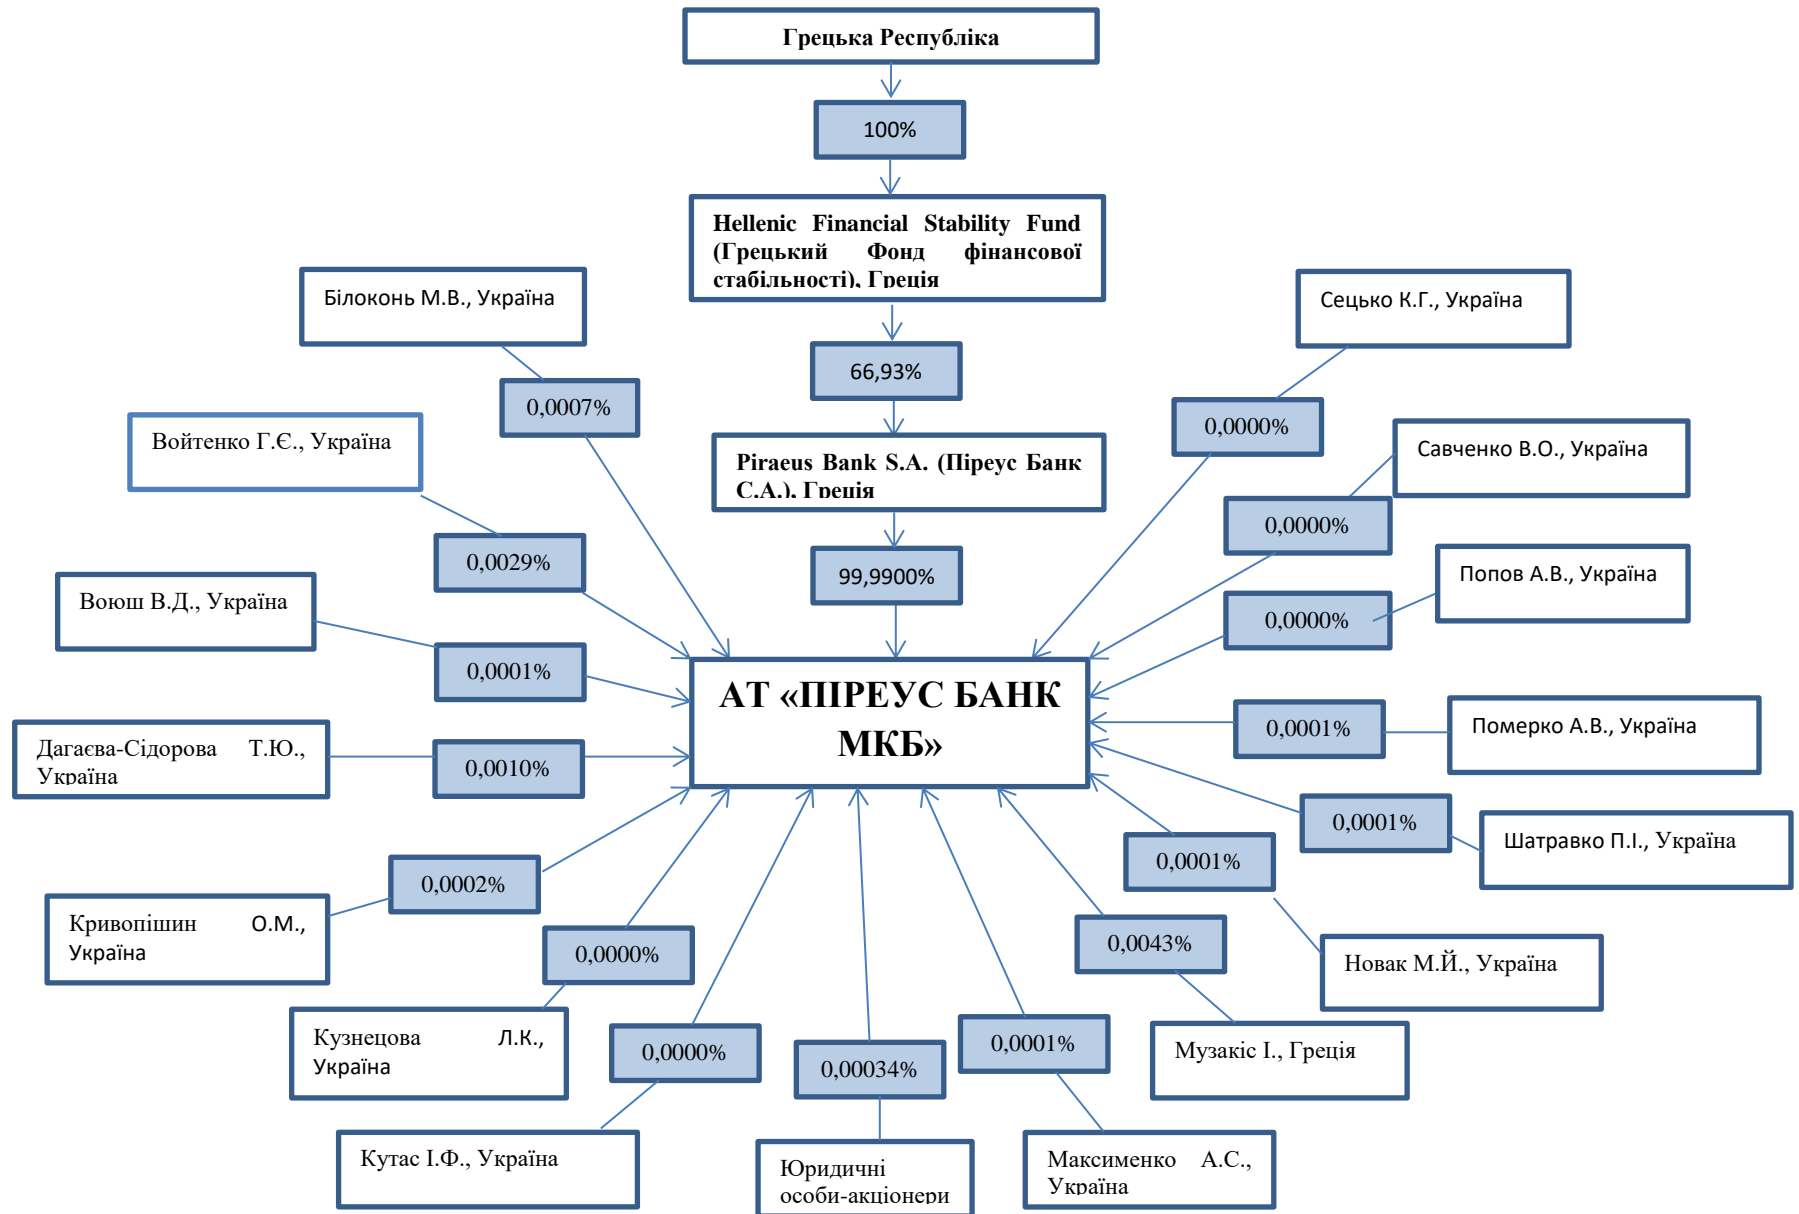 Грецька Республіка
100%
Hellenic Financial Stability Fund
(Грецький Фонд фінансової
стабільності), Греція
66,93%
Piraeus Bank S.A. (Піреус Банк
С.А.), Греція
99,9900%
АТ «ПІРЕУС БАНК
МКБ»
Білоконь М.В., Україна
0,0007%
Войтенко Г.Є., Україна
0,0029%
Воюш В.Д., Україна
0,0001%
Дагаєва-Сідорова Т.Ю.,
Україна
0,0010%
Кривопішин О.М.,
Україна
0,0002%
Кузнецова Л.К.,
Україна
0,0000%
Кутас І.Ф., Україна
0,0000%
Юридичні
особи-акціонери
0,00034%
Максименко А.С.,
Україна
0,0001%
Музакіс І., Греція
0,0043%
Новак М.Й., Україна
0,0001%
Шатравко П.І., Україна
0,0001%
Померко А.В., Україна
0,0001%
Попов А.В., Україна
0,0000%
Савченко В.О., Україна
0,0000%
Сецько К.Г., Україна
0,0000%